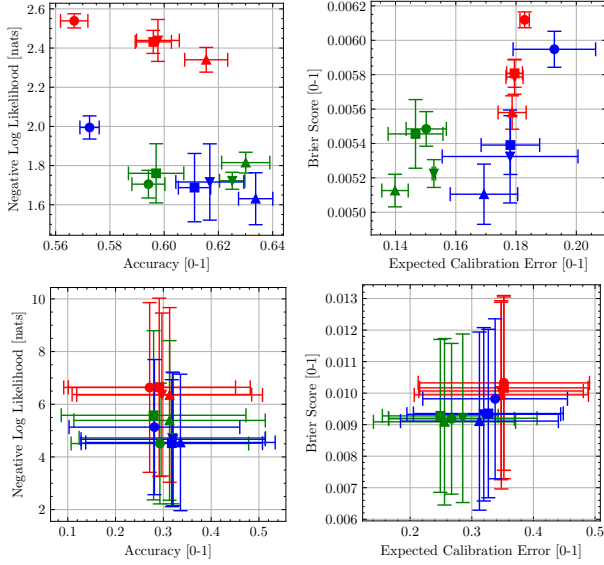 Negative Log Likelihood [nats]
2.6
2.4
2.2
2.0
1.8
1.6
0.56 0.58 0.60 0.62 0.64
Accuracy [0-1]
Brier Score [0-1]
0.0062
0.0060
0.0058
0.0056
0.0054
0.0052
0.0050
0.14 0.16 0.18 0.20
Expected Calibration Error [0-1]
Negative Log Likelihood [nats]
10
8
6
4
2
0.1 0.2 0.3 0.4 0.5
Accuracy [0-1]
Brier Score [0-1]
0.013
0.012
0.011
0.010
0.009
0.008
0.007
0.006
0.2 0.3 0.4 0.5
Expected Calibration Error [0-1]